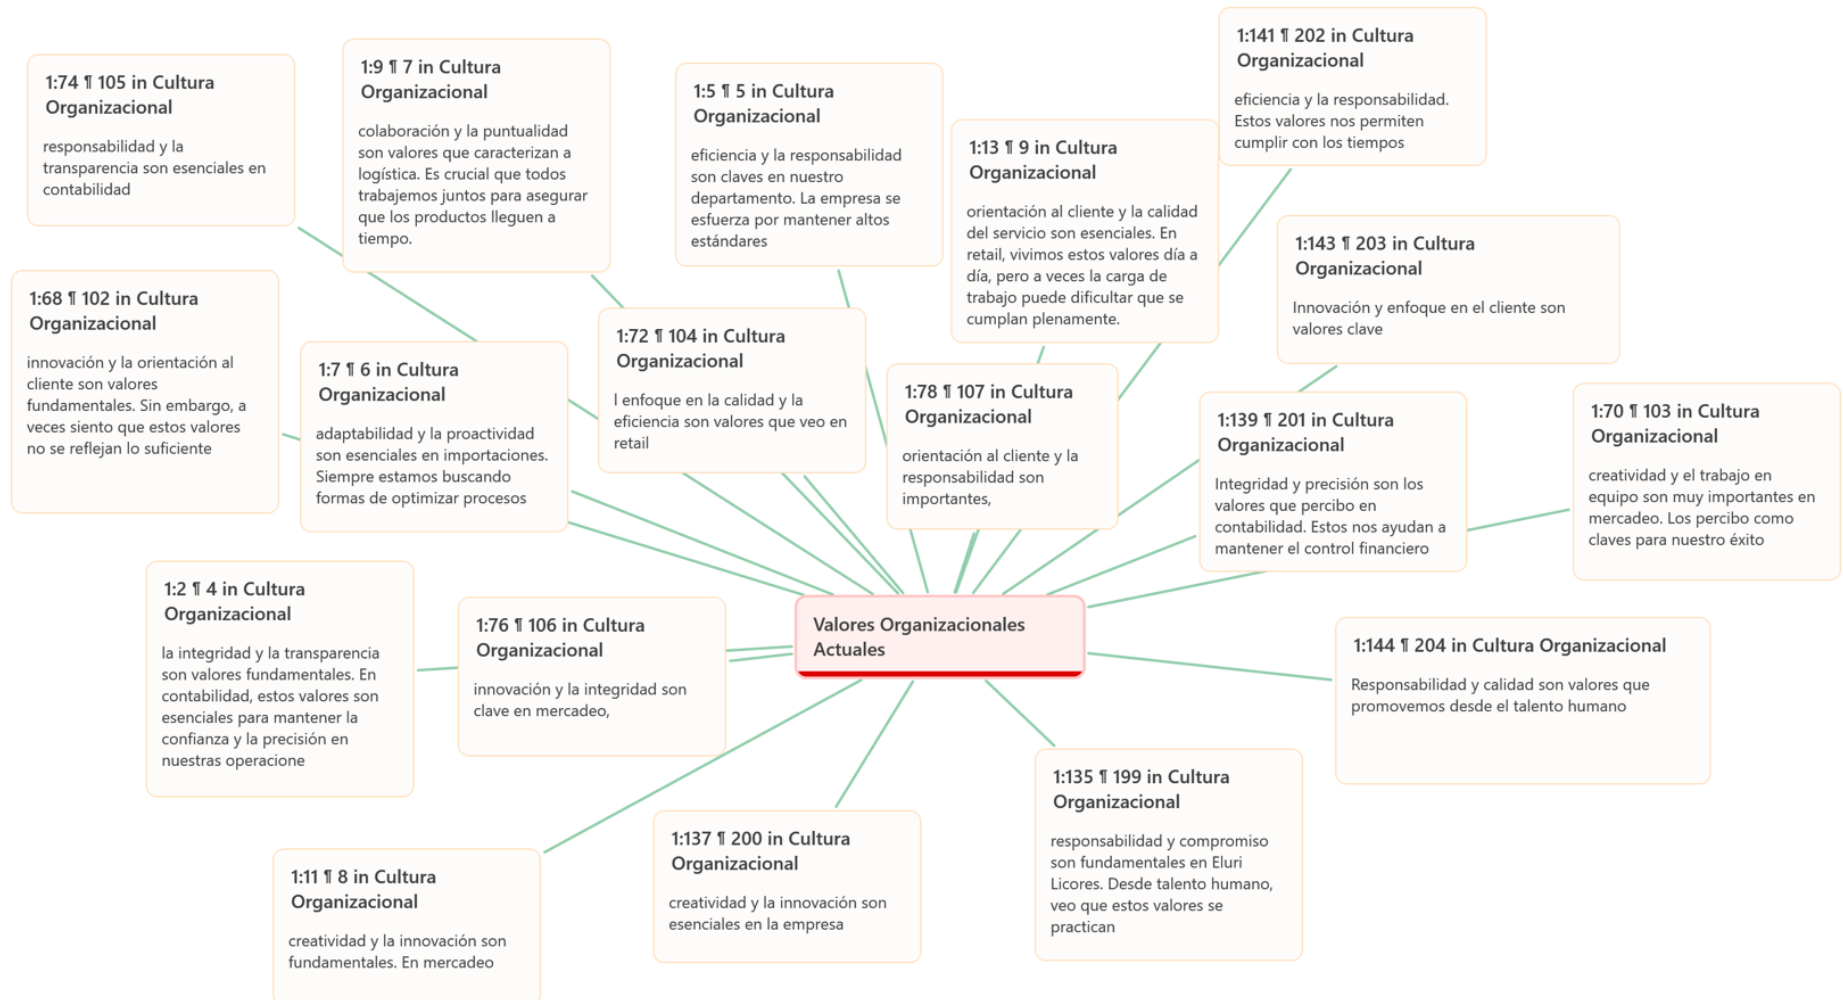 1:141 ¶ 202 in Cultura
Organizacional
eficiencia y la responsabilidad.
Estos valores nos permiten
cumplir con los tiempos
1:9 ¶ 7 in Cultura
Organizacional
colaboración y la puntualidad
son valores que caracterizan a
logística. Es crucial que todos
trabajemos juntos para asegurar
que los productos lleguen a
tiempo.
1:74 ¶ 105 in Cultura
Organizacional
responsabilidad y la
transparencia son esenciales en
contabilidad
1:5 ¶ 5 in Cultura
Organizacional
eficiencia y la responsabilidad
son claves en nuestro
departamento. La empresa se
esfuerza por mantener altos
estándares
1:13 ¶ 9 in Cultura
Organizacional
orientación al cliente y la calidad
del servicio son esenciales. En
retail, vivimos estos valores día a
día, pero a veces la carga de
trabajo puede dificultar que se
cumplan plenamente.
1:143 ¶ 203 in Cultura
Organizacional
Innovación y enfoque en el cliente son
valores clave
1:68 ¶ 102 in Cultura
Organizacional
innovación y la orientación al
cliente son valores
fundamentales. Sin embargo, a
veces siento que estos valores
no se reflejan lo suficiente
1:7 ¶ 6 in Cultura
Organizacional
adaptabilidad y la proactividad
son esenciales en importaciones.
Siempre estamos buscando
formas de optimizar procesos
1:72 ¶ 104 in Cultura
Organizacional
l enfoque en la calidad y la
eficiencia son valores que veo en
retail
1:78 ¶ 107 in Cultura
Organizacional
orientación al cliente y la
responsabilidad son
importantes,
1:139 ¶ 201 in Cultura
Organizacional
Integridad y precisión son los
valores que percibo en
contabilidad. Estos nos ayudan a
mantener el control financiero
1:70 ¶ 103 in Cultura
Organizacional
creatividad y el trabajo en
equipo son muy importantes en
mercadeo. Los percibo como
claves para nuestro éxito
1:2 ¶ 4 in Cultura
Organizacional
la integridad y la transparencia
son valores fundamentales. En
contabilidad, estos valores son
esenciales para mantener la
confianza y la precisión en
nuestras operacione
1:76 ¶ 106 in Cultura
Organizacional
innovación y la integridad son
clave en mercadeo,
Valores Organizacionales
Actuales
1:144 ¶ 204 in Cultura Organizacional
Responsabilidad y calidad son valores que
promovemos desde el talento humano
1:135 ¶ 199 in Cultura
Organizacional
responsabilidad y compromiso
son fundamentales en Eluri
Licores. Desde talento humano,
veo que estos valores se
practican
1:137 ¶ 200 in Cultura
Organizacional
creatividad y la innovación son
esenciales en la empresa
1:11 ¶ 8 in Cultura
Organizacional
creatividad y la innovación son
fundamentales. En mercadeo